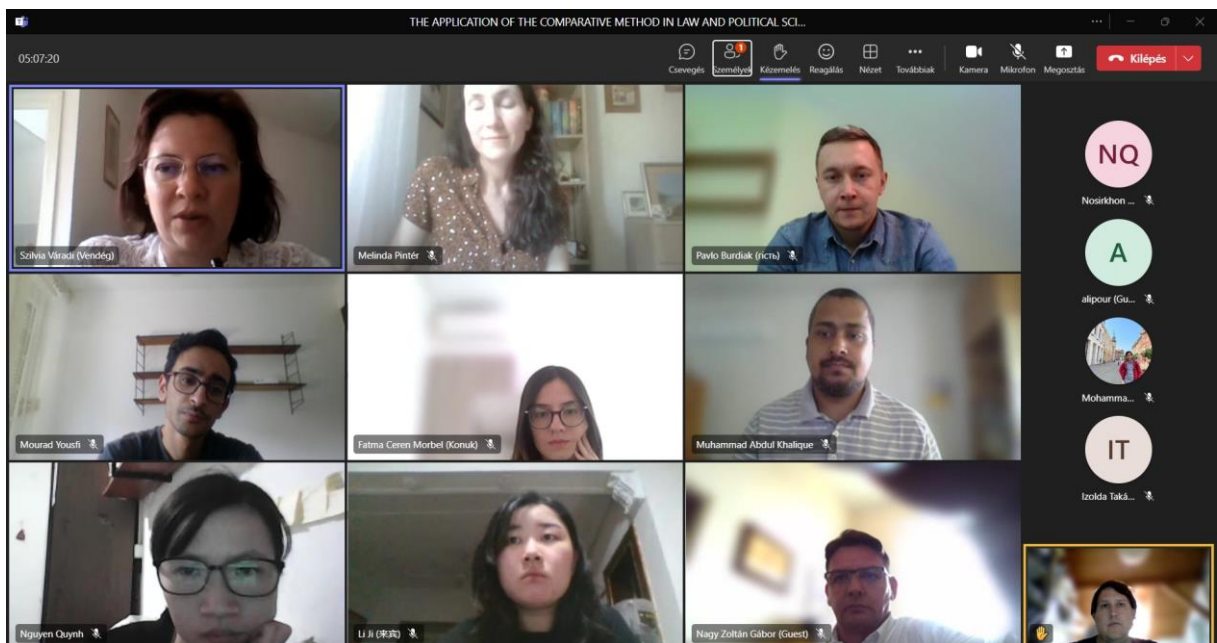 THE APPLICATION OF THE COMPARATIVE METHOD IN LAW AND POLITICAL SCI...
05:07:20
1
Csevegés Személyek Kézemelés Reagálás Nézet Továbbiak Kamera Mikrofon Megosztás Kilépés
Szilvia Váradi (Vendég)
Melinda Pintér
Pavlo Burdiak (гість)
NQ
Nosirkhon ...
A
alipour (Gu...
Mourad Yousfi
Fatma Ceren Morbel (Konuk)
Muhammad Abdul Khalique
Mohamma...
IT
Izolda Taká...
Nguyen Quynh
Li Ji (来宾)
Nagy Zoltán Gábor (Guest)